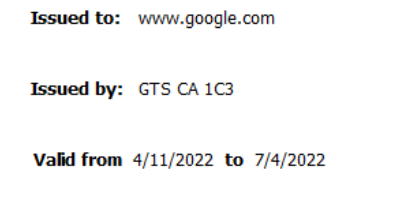 Issued to: www.google.com
Issued by: GTS CA 1C3
Valid from 4/11/2022 to 7/4/2022